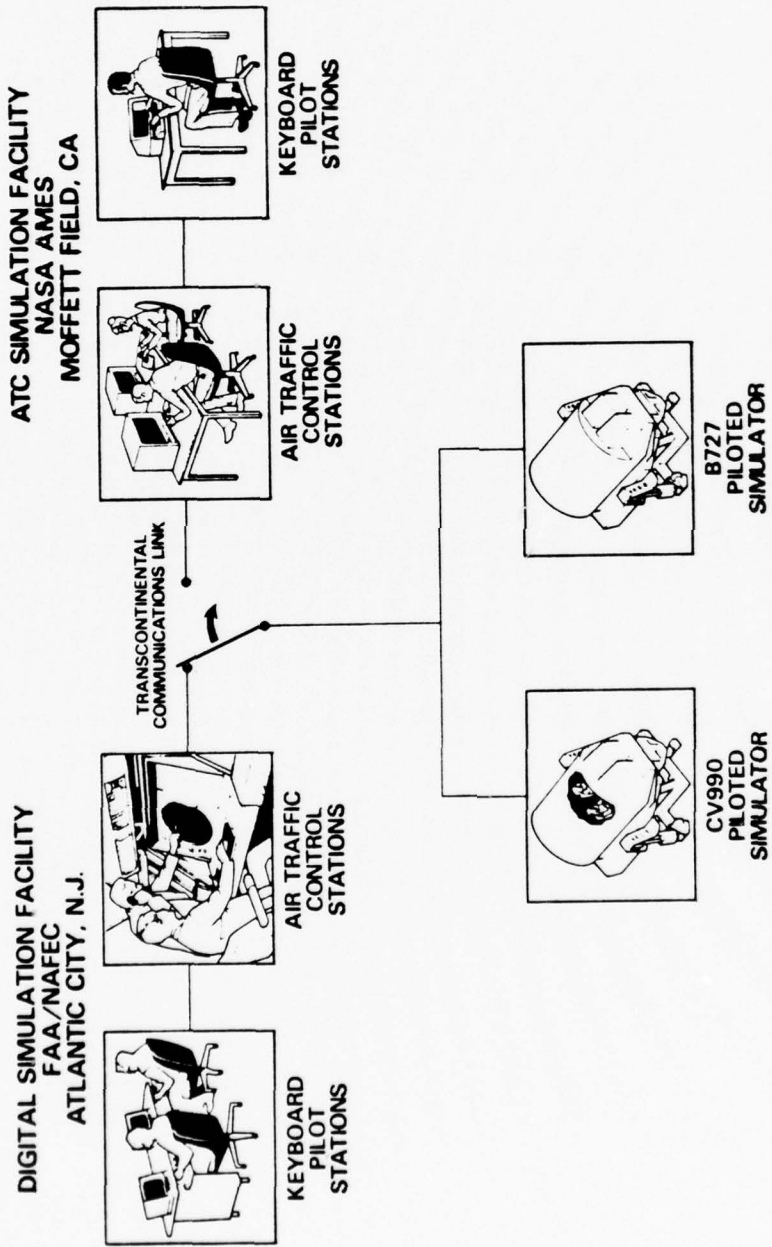 DIGITAL SIMULATION FACILITY
FAA/NAFEC
ATLANTIC CITY, N.J.
KEYBOARD
PILOT
STATIONS
AIR TRAFFIC
CONTROL
STATIONS
TRANSCONTINENTAL
COMMUNICATIONS LINK
ATC SIMULATION FACILITY
NASA AMES
MOFFETT FIELD, CA
AIR TRAFFIC
CONTROL
STATIONS
KEYBOARD
PILOT
STATIONS
CV990
PILOTED
SIMULATOR
B727
PILOTED
SIMULATOR